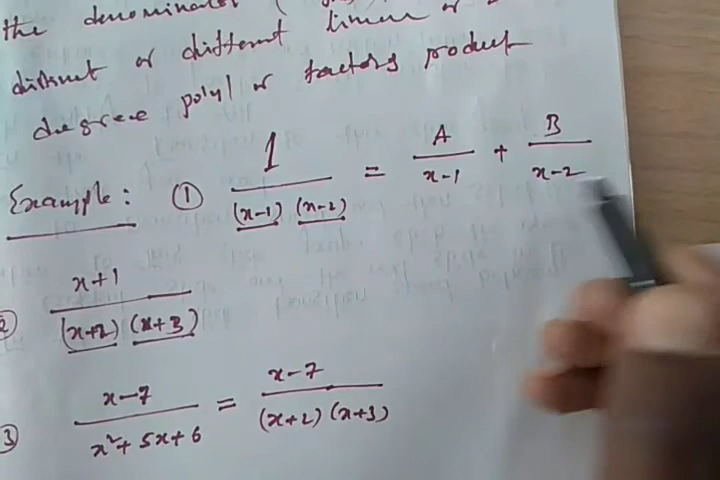 the denominator
distinct or different linear or
degree polyl or factors product
Example : ① 1 / (x-1) (x-2) = A / x-1 + B / x-2
② x+1 / (x+2) (x+3)
③ x-7 / x²+5x+6 = x-7 / (x+2) (x+3)